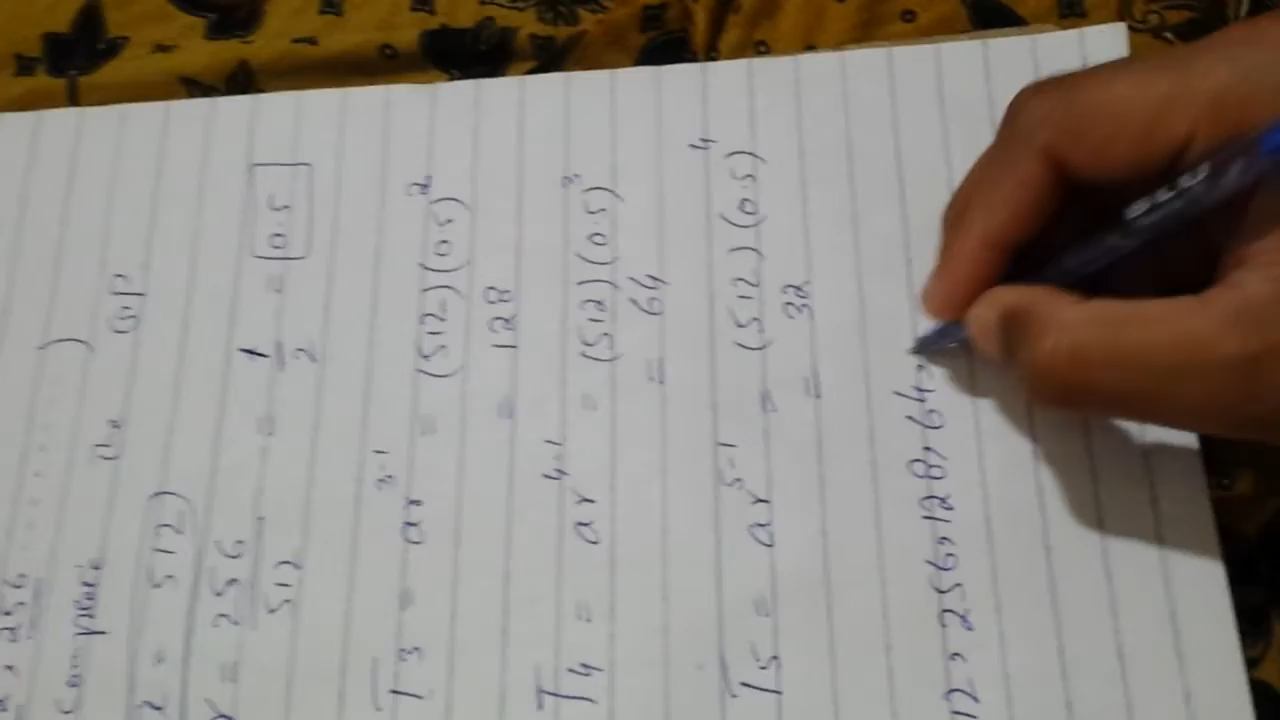 , 256 ......)
Complete the GP
= 512)
r = 256/512 = 1/2 = 0.5
T3 = ar^3-1 = (512)(0.5)^2
= 128
T4 = ar^4-1 = (512)(0.5)^3
= 64
T5 = ar^5-1 = (512)(0.5)^4
= 32
12, 256, 128, 64,